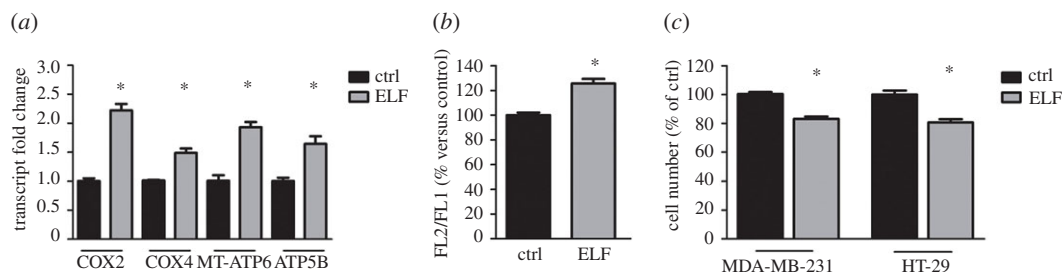 (a)
transcript fold change
3.0
2.5
2.0
1.5
1.0
0.5
0
* * * *
ctrl
ELF
COX2 COX4 MT-ATP6 ATP5B
(b)
FL2/FL1 (% versus control)
140
120
100
80
60
40
20
0
*
ctrl ELF
(c)
cell number (% of ctrl)
120
100
80
60
40
20
0
* *
ctrl
ELF
MDA-MB-231 HT-29